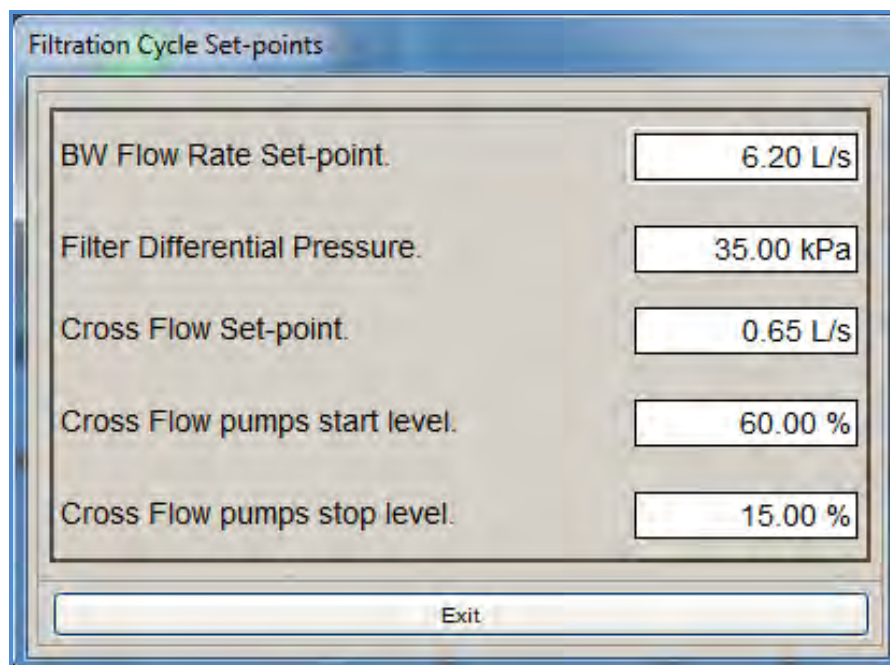 Filtration Cycle Set-points
BW Flow Rate Set-point. 6.20 L/s
Filter Differential Pressure. 35.00 kPa
Cross Flow Set-point. 0.65 L/s
Cross Flow pumps start level. 60.00 %
Cross Flow pumps stop level. 15.00 %
Exit